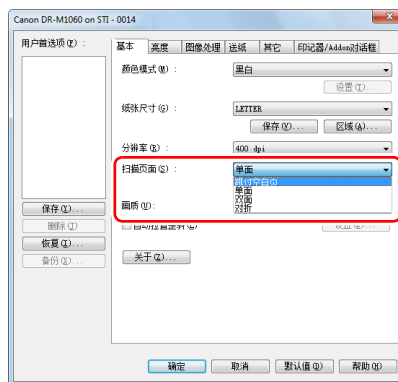 Canon DR-M1060 on STI - 0014
用户首选项(P) :
基本 亮度 图像处理 送纸 其它 印记器/Addon对话框
颜色模式(M) : 黑白
设置(T)...
纸张尺寸(G) : LETTER
保存(Y)... 区域(A)...
分辨率(R) : 400 dpi
扫描页面(S) : 单面
跳过空白(I)
单面
双面
对折
画质(U):
保存(V)...
删除(J)
恢复(I)...
备份(K)...
关于(Z)...
确定 取消 默认值(D) 帮助(H)